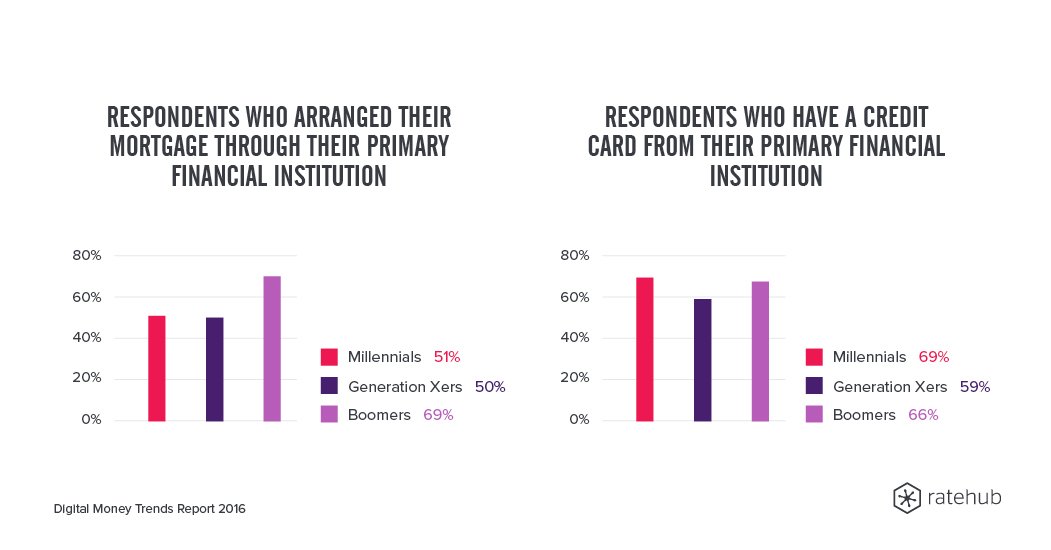 RESPONDENTS WHO ARRANGED THEIR
MORTGAGE THROUGH THEIR PRIMARY
FINANCIAL INSTITUTION
80%
60%
40%
20%
0%
Millennials 51%
Generation Xers 50%
Boomers 69%
RESPONDENTS WHO HAVE A CREDIT
CARD FROM THEIR PRIMARY FINANCIAL
INSTITUTION
80%
60%
40%
20%
0%
Millennials 69%
Generation Xers 59%
Boomers 66%
Digital Money Trends Report 2016
ratehub